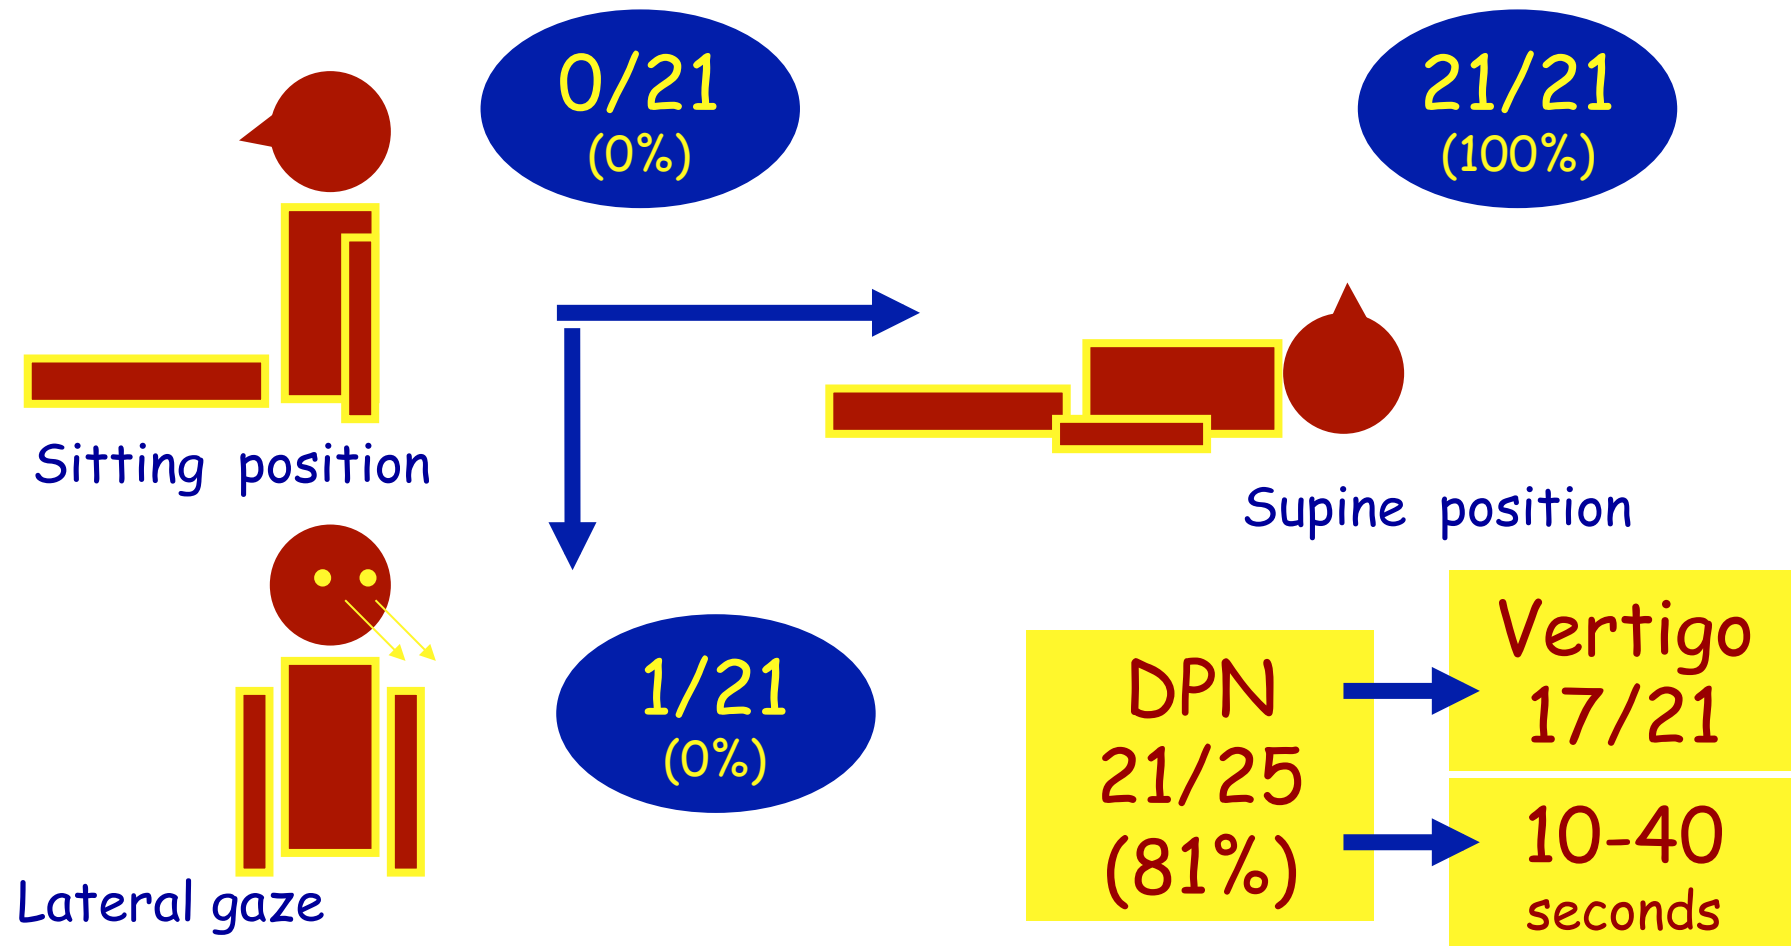 0/21
(0%)
21/21
(100%)
Sitting position
Supine position
1/21
(0%)
Lateral gaze
DPN
21/25
(81%)
Vertigo
17/21
10-40
seconds